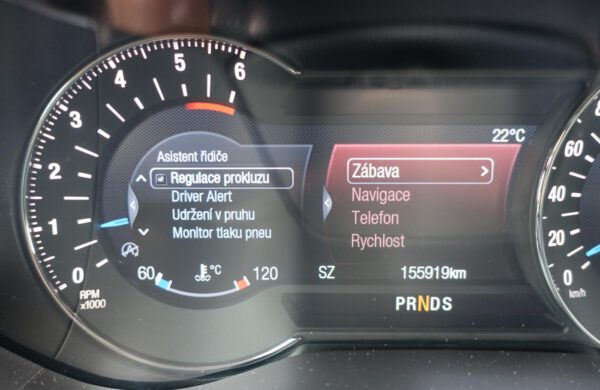 6
5
4
3
2
1
0
RPM
x1000
Asistent řidiče
Regulace prokluzu
Driver Alert
Udržení v pruhu
Monitor tlaku pneu
60 °C 120
22°C
Zábava
Navigace
Telefon
Rychlost
SZ 155919km
PRNDS
80
60
40
20
0
km/h